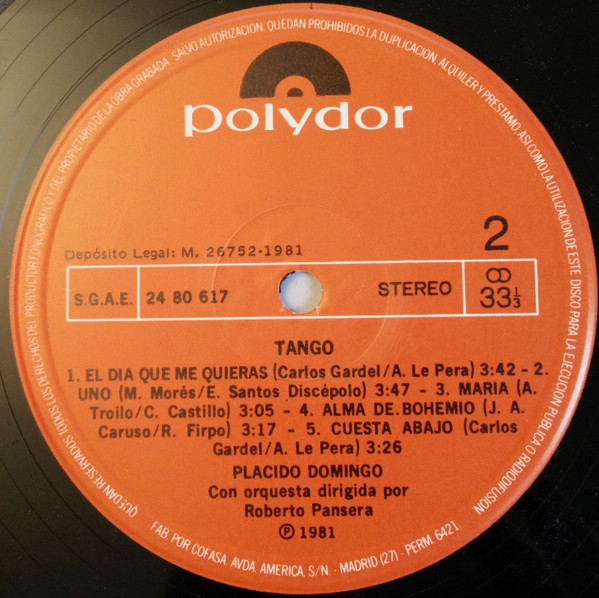 QUEDAN RESERVADOS TODOS LOS DERECHOS DEL PRODUCTOR FONOGRAFICO Y DEL PROPIETARIO DE LA OBRA GRABADA. SALVO AUTORIZACION, QUEDAN PROHIBIDOS LA DUPLICACION, ALQUILER Y PRESTAMO, ASI COMO LA UTILIZACION DE ESTE DISCO PARA LA EJECUCION PUBLICA O RADIODIFUSION.
polydor
Depósito Legal: M, 26752-1981
2
S.G.A.E. 24 80 617 STEREO 33 1/3
TANGO
1. EL DIA QUE ME QUIERAS (Carlos Gardel/A. Le Pera) 3:42 - 2.
UNO (M. Morés/E. Santos Discépolo) 3:47 - 3. MARIA (A.
Troilo/C. Castillo) 3:05 - 4. ALMA DE BOHEMIO (J. A.
Caruso/R. Firpo) 3:17 - 5. CUESTA ABAJO (Carlos
Gardel/A. Le Pera) 3:26
PLACIDO DOMINGO
Con orquesta dirigida por
Roberto Pansera
℗ 1981
FAB. POR COFASA. AVDA. AMERICA, S/N. - MADRID (27) - PERM. 6421